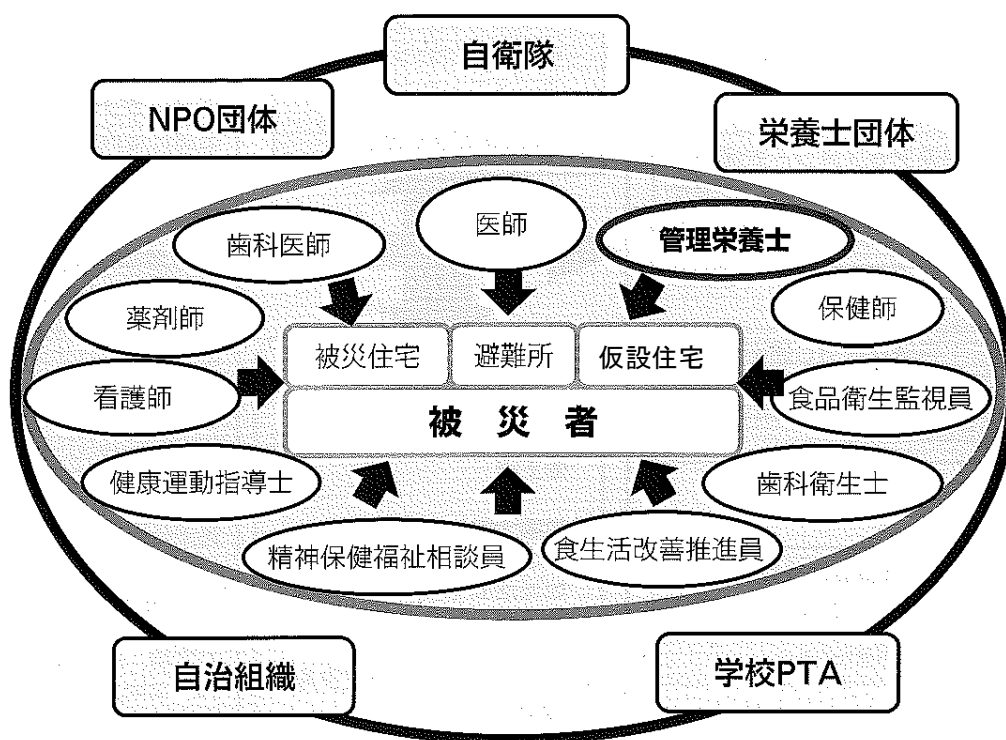 自衛隊
NPO団体
栄養士団体
医師
歯科医師
管理栄養士
薬剤師
保健師
被災住宅
避難所
仮設住宅
看護師
食品衛生監視員
被 災 者
健康運動指導士
歯科衛生士
精神保健福祉相談員
食生活改善推進員
自治組織
学校PTA